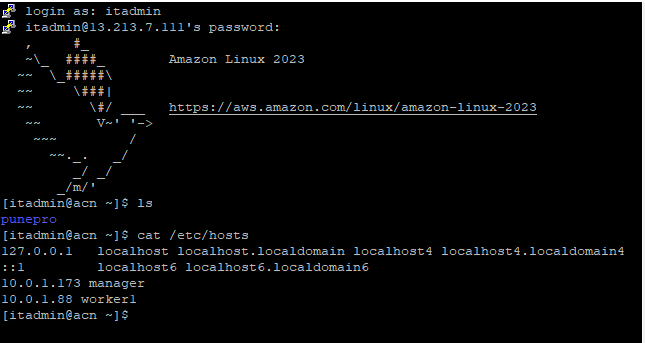 login as: itadmin
itadmin@13.213.7.111's password:
   ,     #_
   ~\_  ####_        Amazon Linux 2023
  ~~  \_#####\
  ~~     \###|
  ~~       \#/ ___   https://aws.amazon.com/linux/amazon-linux-2023
   ~~       V~' '->
    ~~~         /
      ~~._.   _/
         _/ _/
       _/m/'
[itadmin@acn ~]$ ls
punepro
[itadmin@acn ~]$ cat /etc/hosts
127.0.0.1   localhost localhost.localdomain localhost4 localhost4.localdomain4
::1         localhost6 localhost6.localdomain6
10.0.1.173 manager
10.0.1.88 worker1
[itadmin@acn ~]$